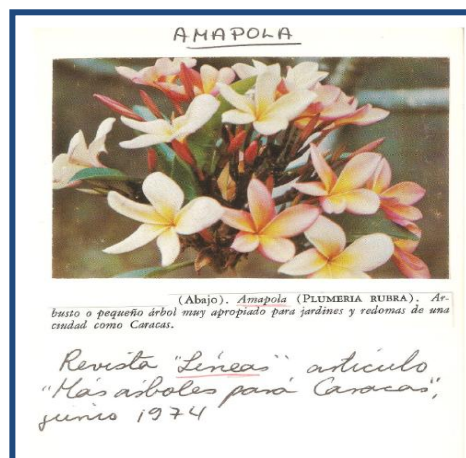 AMAPOLA
(Abajo). Amapola (PLUMERIA RUBRA). Ar-
busto o pequeño árbol muy apropiado para jardines y redomas de una
ciudad como Caracas.
Revista "Líneas" artículo
"Más árboles para Caracas",
junio 1974